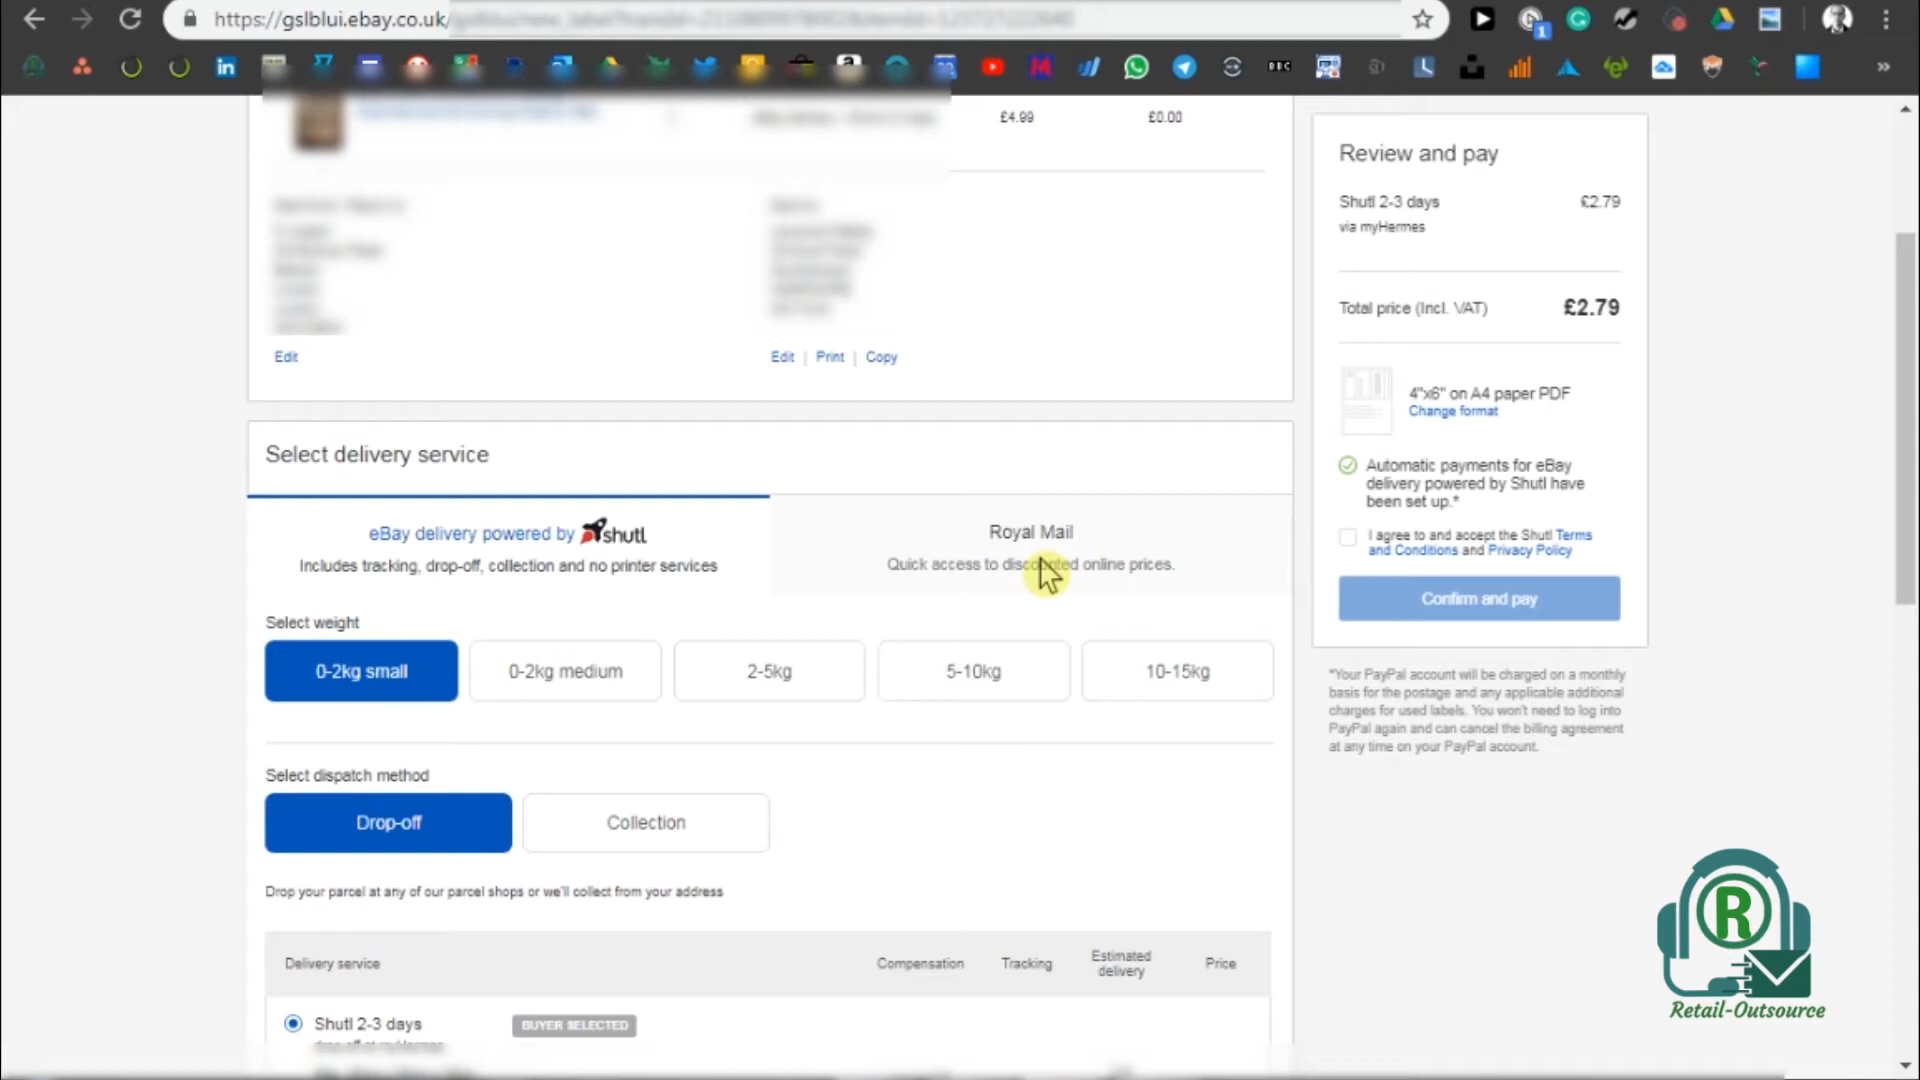 https://gslblui.ebay.co.uk/
1
BBC
£4.99 £0.00
Edit
Edit | Print | Copy
Select delivery service
eBay delivery powered by shutl
Includes tracking, drop-off, collection and no printer services
Royal Mail
Quick access to discounted online prices.
Select weight
0-2kg small
0-2kg medium
2-5kg
5-10kg
10-15kg
Select dispatch method
Drop-off
Collection
Drop your parcel at any of our parcel shops or we'll collect from your address
Delivery service
Compensation
Tracking
Estimated
delivery
Price
Shutl 2-3 days
BUYER SELECTED
Review and pay
Shutl 2-3 days £2.79
via myHermes
Total price (Incl. VAT) £2.79
4"x6" on A4 paper PDF
Change format
Automatic payments for eBay
delivery powered by Shutl have
been set up.*
I agree to and accept the Shutl Terms
and Conditions and Privacy Policy
Confirm and pay
*Your PayPal account will be charged on a monthly
basis for the postage and any applicable additional
charges for used labels. You won't need to log into
PayPal again and can cancel the billing agreement
at any time on your PayPal account.
R
Retail-Outsource